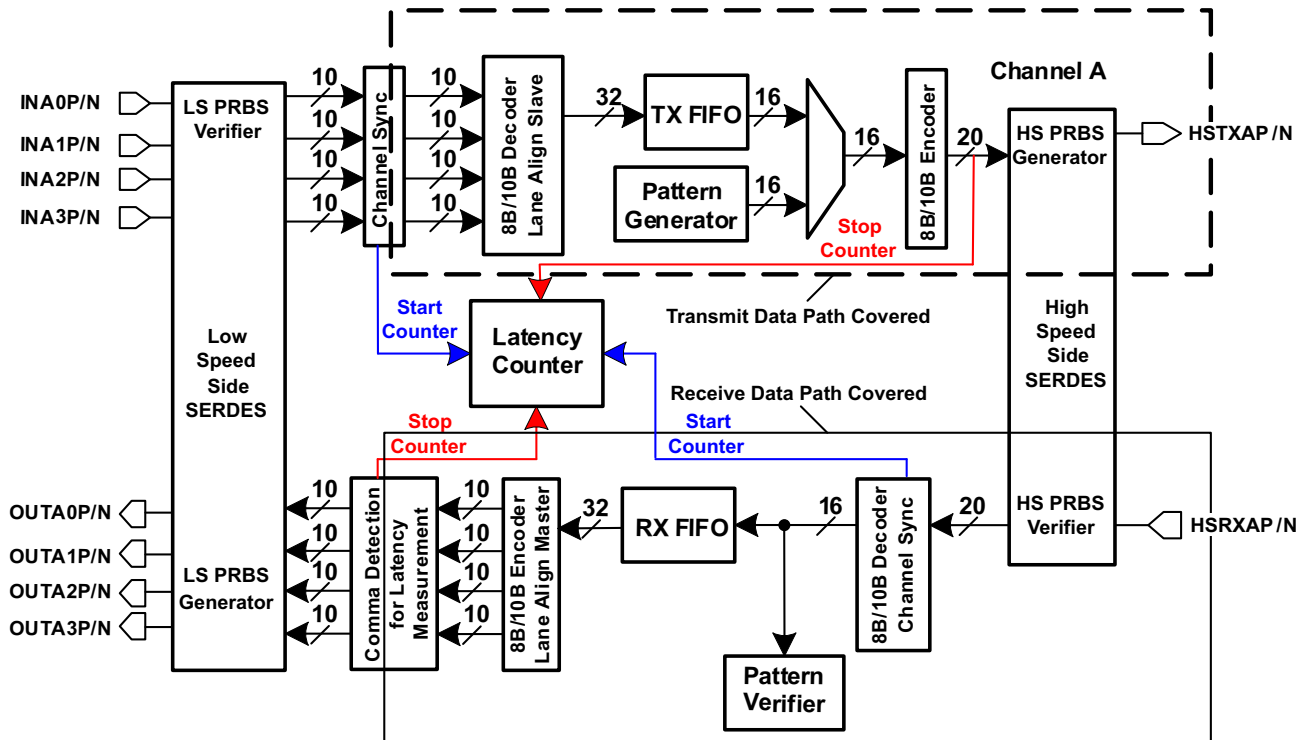 Channel A
INA0P/N
INA1P/N
INA2P/N
INA3P/N
LS PRBS
Verifier
10
10
10
10
Channel Sync
10
10
10
10
8B/10B Decoder
Lane Align Slave
32
TX FIFO
16
Pattern
Generator
16
16
8B/10B Encoder
20
HS PRBS
Generator
HSTXAP/N
Stop
Counter
Start
Counter
Latency
Counter
Transmit Data Path Covered
Low
Speed
Side
SERDES
High
Speed
Side
SERDES
Receive Data Path Covered
Stop
Counter
Start
Counter
OUTA0P/N
OUTA1P/N
OUTA2P/N
OUTA3P/N
LS PRBS
Generator
10
10
10
10
Comma Detection
for Latency
Measurement
10
10
10
10
8B/10B Encoder
Lane Align Master
32
RX FIFO
16
8B/10B Decoder
Channel Sync
20
HS PRBS
Verifier
HSRXAP/N
Pattern
Verifier